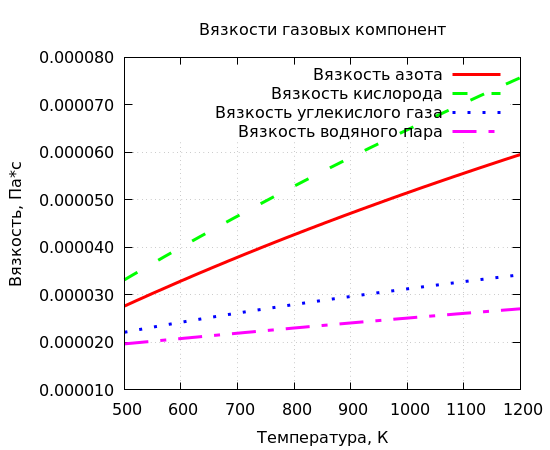 Вязкости газовых компонент
Вязкость азота
Вязкость кислорода
Вязкость углекислого газа
Вязкость водяного пара
0.000080
0.000070
0.000060
0.000050
0.000040
0.000030
0.000020
0.000010
Вязкость, Па*с
500 600 700 800 900 1000 1100 1200
Температура, К